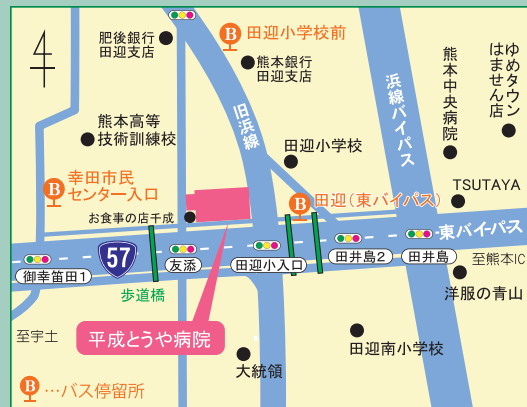 肥後銀行
田迎支店
B
田迎小学校前
熊本銀行
田迎支店
旧浜線
浜線バイパス
熊本中央病院
ゆめタウン
はません店
熊本高等
技術訓練校
田迎小学校
B
幸田市民
センター入口
お食事の店千成
B
田迎(東バイパス)
TSUTAYA
東バイパス
57
御幸笛田1
友添
田迎小入口
田井島2
田井島
至熊本IC
歩道橋
洋服の青山
至宇土
平成とうや病院
大統領
田迎南小学校
B
…バス停留所